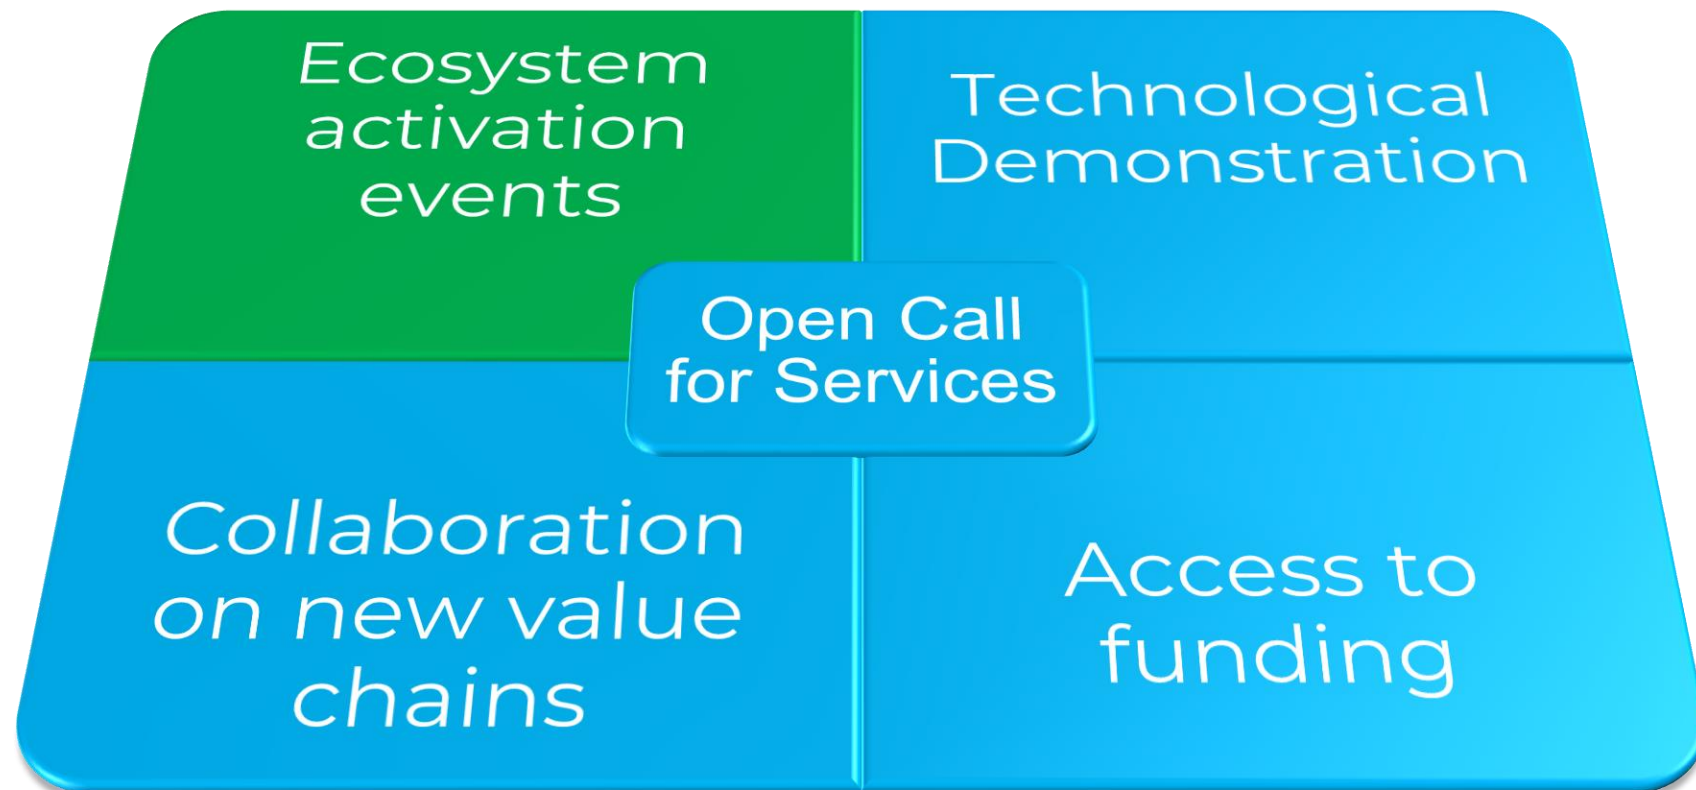 Ecosystem
activation
events
Technological
Demonstration
Open Call
for Services
Collaboration
on new value
chains
Access to
funding